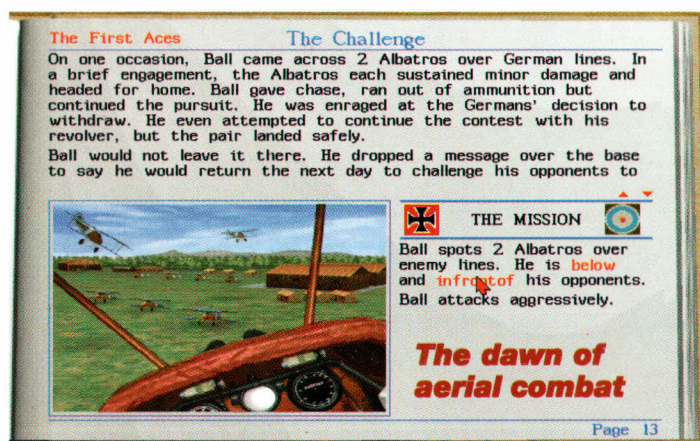 The First Aces
The Challenge
On one occasion, Ball came across 2 Albatros over German lines. In
a brief engagement, the Albatros each sustained minor damage and
headed for home. Ball gave chase, ran out of ammunition but
continued the pursuit. He was enraged at the Germans' decision to
withdraw. He even attempted to continue the contest with his
revolver, but the pair landed safely.
Ball would not leave it there. He dropped a message over the base
to say he would return the next day to challenge his opponents to
THE MISSION
Ball spots 2 Albatros over
enemy lines. He is below
and infrontof his opponents.
Ball attacks aggressively.
The dawn of
aerial combat
Page 13